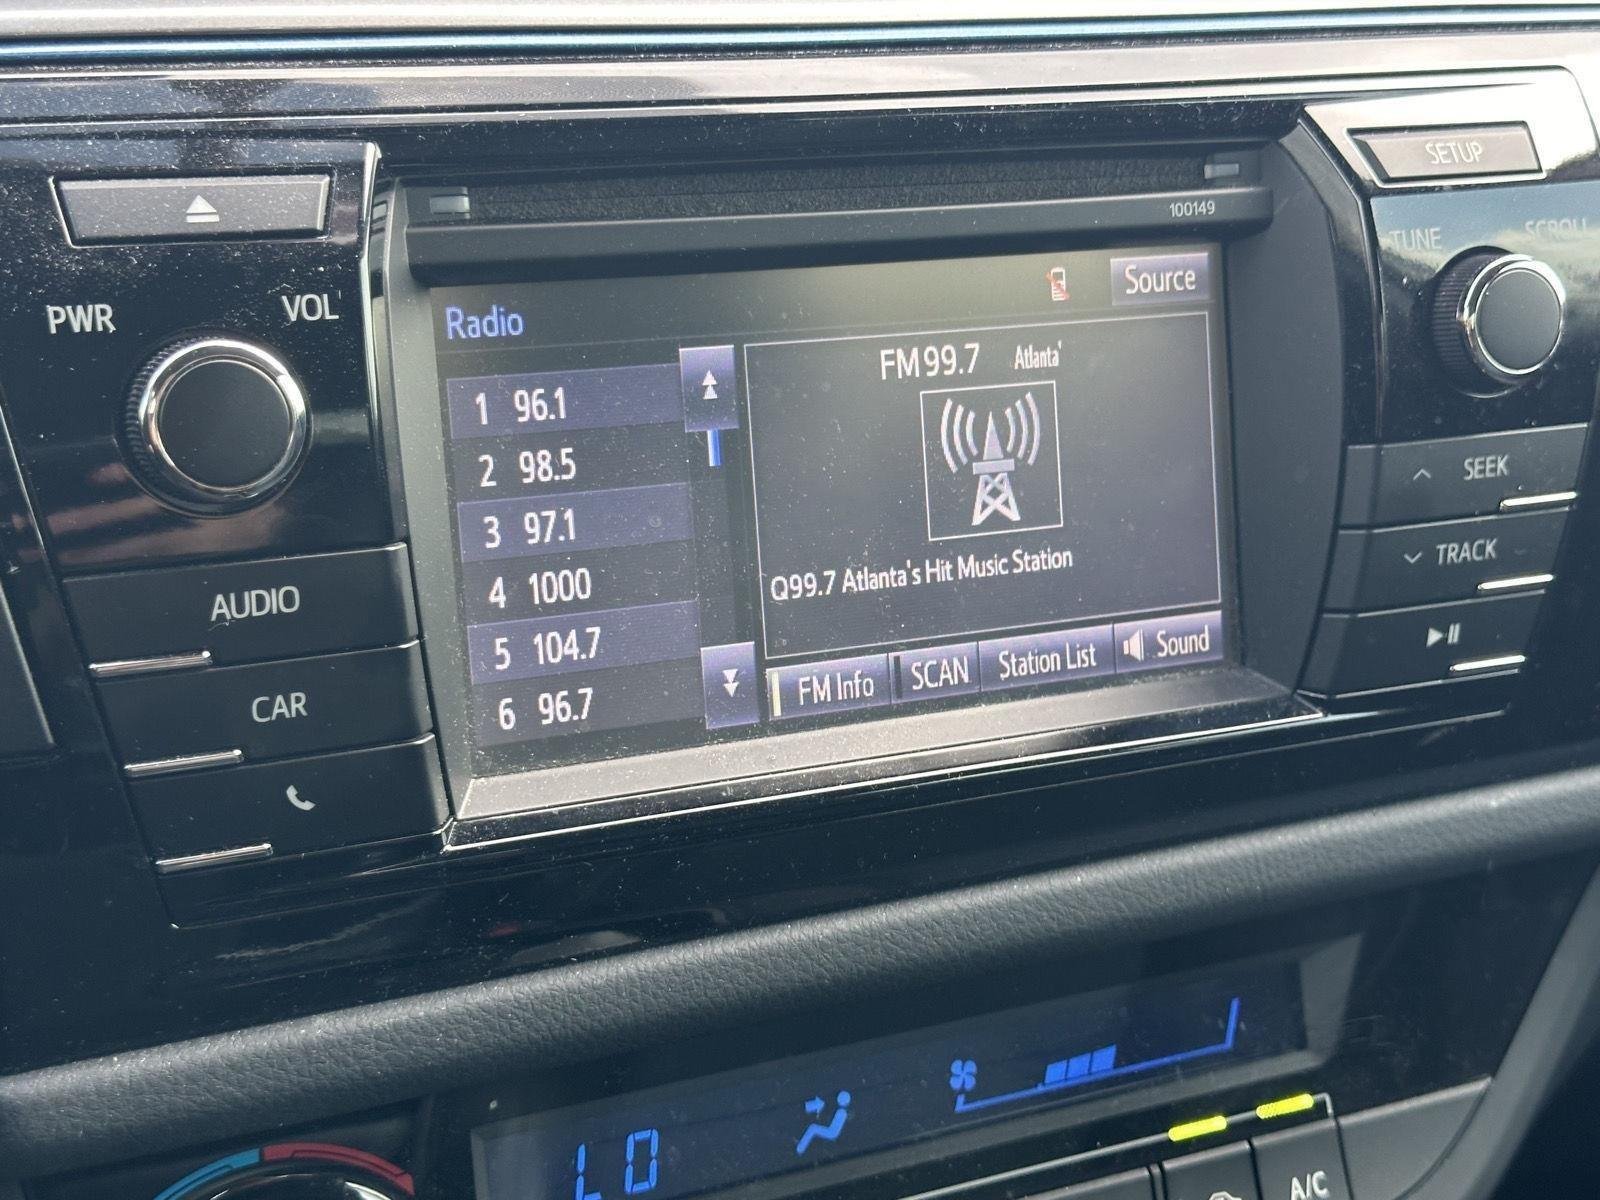 SETUP
100149
TUNE SCROLL
PWR VOL
Radio
Source
FM 99.7 Atlanta'
1 96.1
2 98.5
3 97.1
4 1000
5 104.7
6 96.7
Q99.7 Atlanta's Hit Music Station
FM Info SCAN Station List Sound
SEEK
TRACK
AUDIO
CAR
LO
A/C